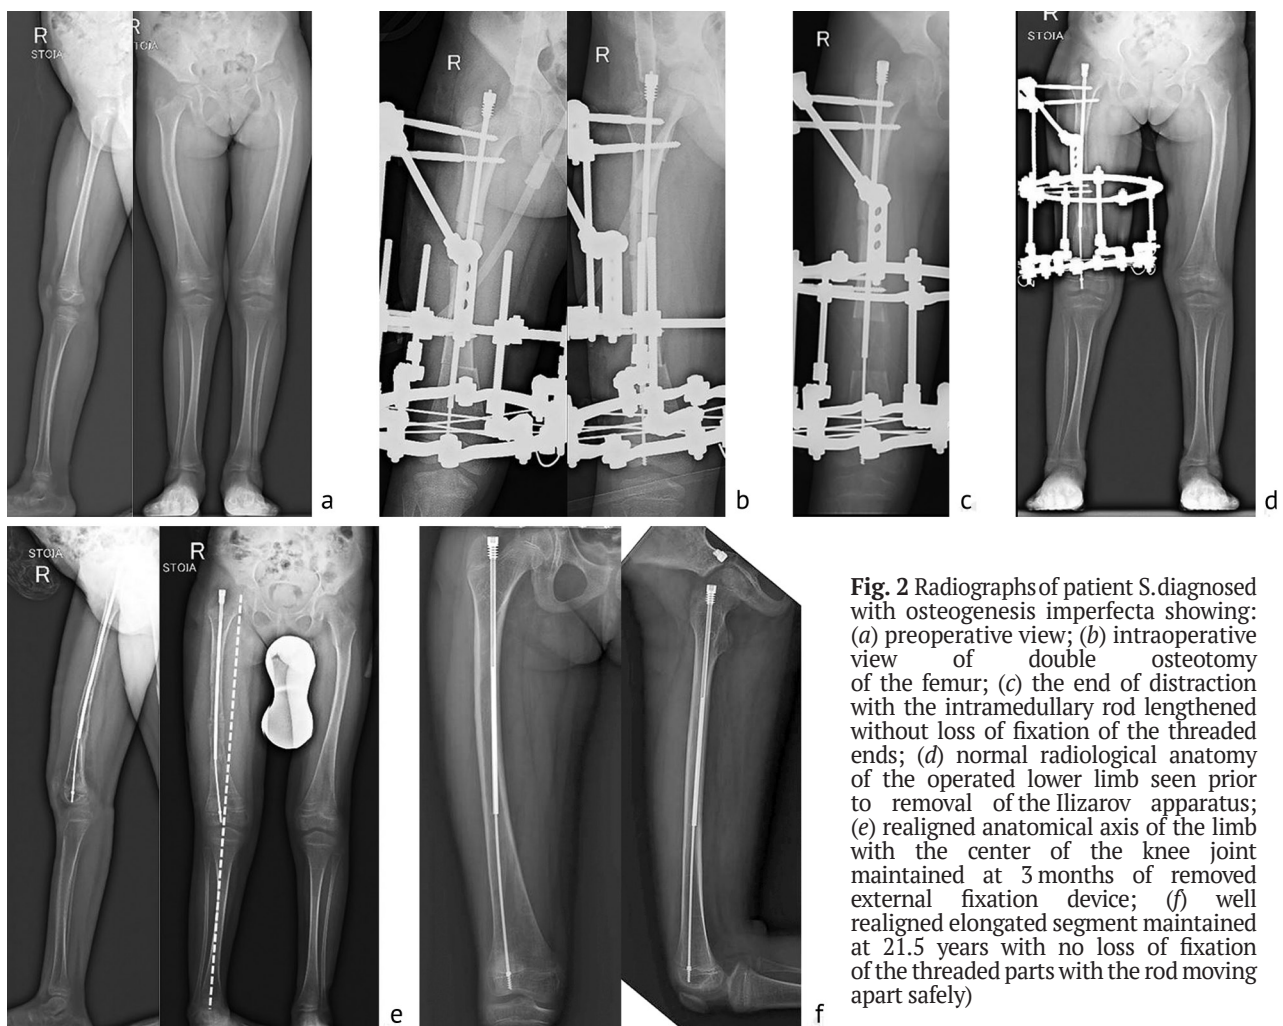 R
STOIA
R
STOIA
a
R
R
b
R
c
R
STOIA
d
STOIA
R
R
STOIA
e
f
Fig. 2 Radiographs of patient S. diagnosed
with osteogenesis imperfecta showing:
(a) preoperative view; (b) intraoperative
view of double osteotomy
of the femur; (c) the end of distraction
with the intramedullary rod lengthened
without loss of fixation of the threaded
ends; (d) normal radiological anatomy
of the operated lower limb seen prior
to removal of the Ilizarov apparatus;
(e) realigned anatomical axis of the limb
with the center of the knee joint
maintained at 3 months of removed
external fixation device; (f) well
realigned elongated segment maintained
at 21.5 years with no loss of fixation
of the threaded parts with the rod moving
apart safely)